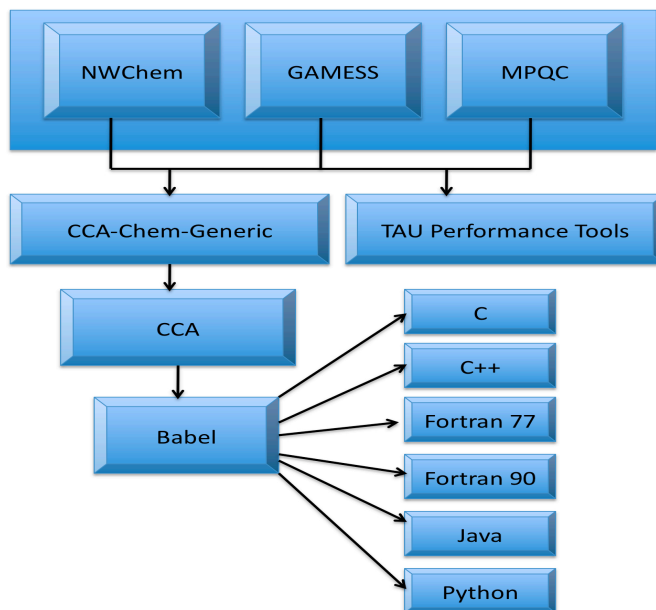 NWChem
GAMESS
MPQC
CCA-Chem-Generic
TAU Performance Tools
CCA
C
C++
Babel
Fortran 77
Fortran 90
Java
Python